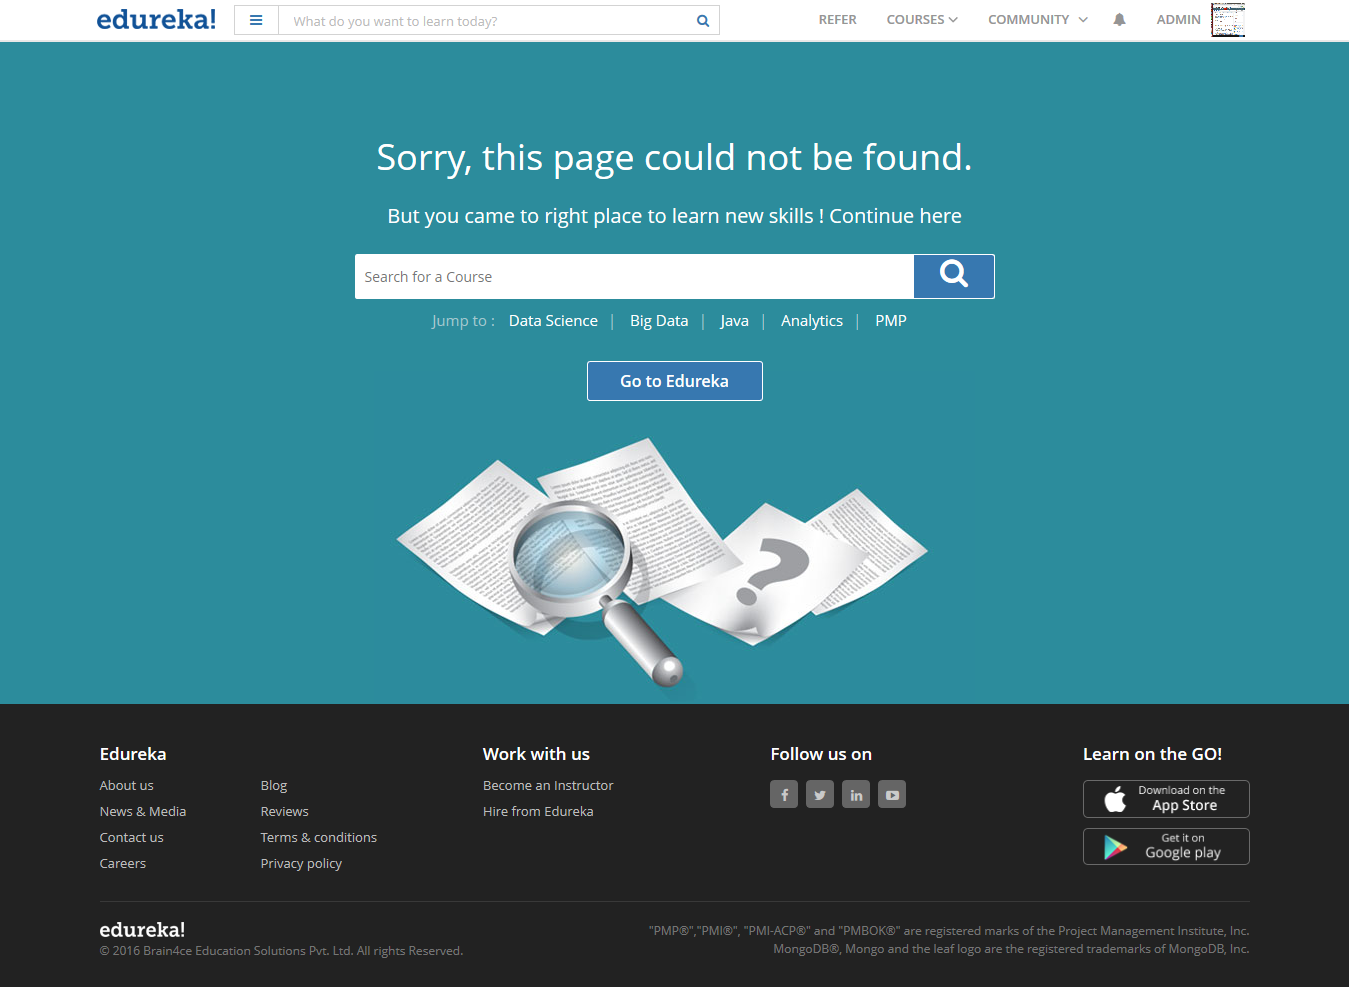 edureka!
What do you want to learn today?
REFER
COURSES
COMMUNITY
ADMIN
Sorry, this page could not be found.
But you came to right place to learn new skills ! Continue here
Search for a Course
Jump to : Data Science | Big Data | Java | Analytics | PMP
Go to Edureka
?
Edureka
About us
News & Media
Contact us
Careers
Blog
Reviews
Terms & conditions
Privacy policy
Work with us
Become an Instructor
Hire from Edureka
Follow us on
Learn on the GO!
Download on the
App Store
Get it on
Google play
edureka!
© 2016 Brain4ce Education Solutions Pvt. Ltd. All rights Reserved.
"PMP®","PMI®", "PMI-ACP®" and "PMBOK®" are registered marks of the Project Management Institute, Inc.
MongoDB®, Mongo and the leaf logo are the registered trademarks of MongoDB, Inc.